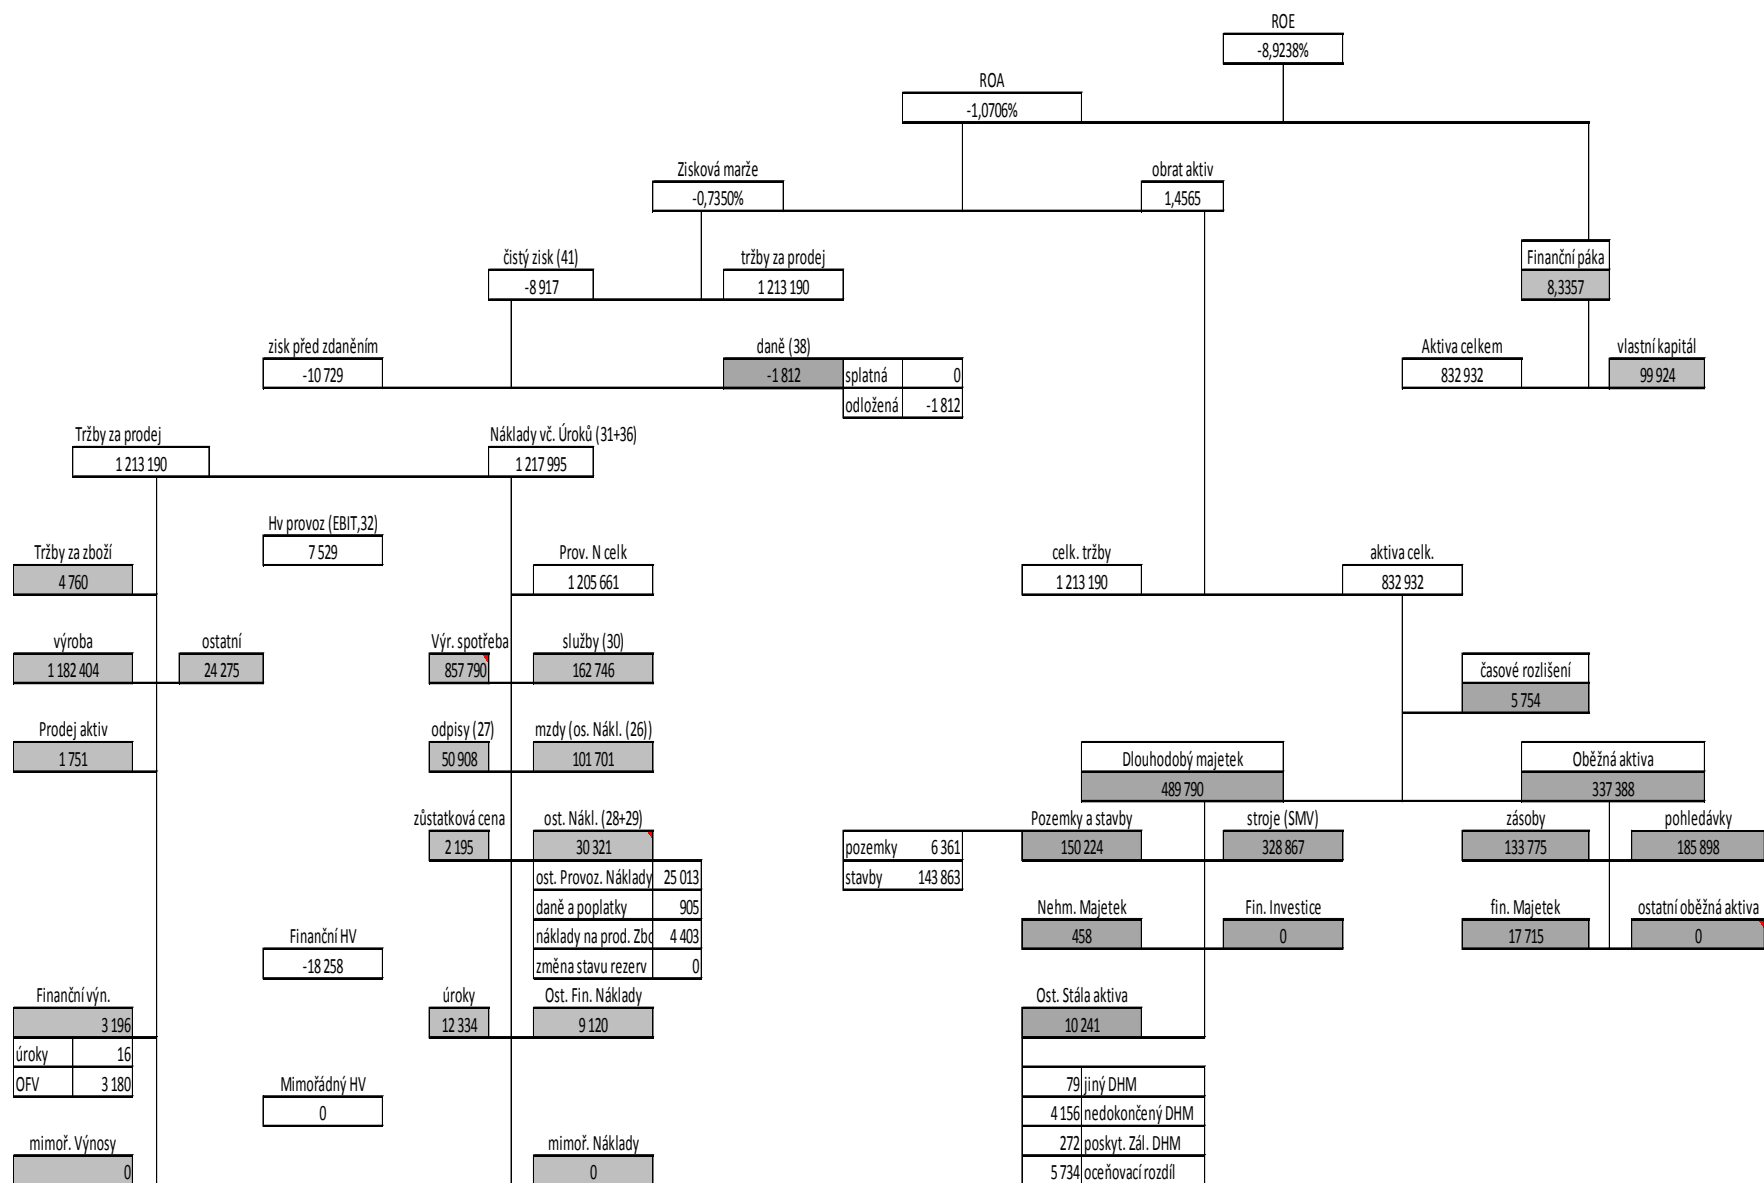 ROE
-8,9238%
ROA
-1,0706%
Zisková marže
obrat aktiv
-0,7350%
1,4565
čistý zisk (41)
tržby za prodej
Finanční páka
-8 917
1 213 190
8,3357
zisk před zdaněním
daně (38)
Aktiva celkem
vlastní kapitál
-10 729
-1 812
splatná 0
832 932
99 924
odložená -1 812
Tržby za prodej
Náklady vč. Úroků (31+36)
1 213 190
1 217 995
Hv provoz (EBIT,32)
7 529
Tržby za zboží
Prov. N celk
celk. tržby
aktiva celk.
4 760
1 205 661
1 213 190
832 932
výroba
ostatní
Výr. spotřeba
služby (30)
1 182 404
24 275
857 790
162 746
časové rozlišení
5 754
Prodej aktiv
odpisy (27)
mzdy (os. Nákl. (26))
1 751
50 908
101 701
Dlouhodobý majetek
Oběžná aktiva
489 790
337 388
zůstatková cena
ost. Nákl. (28+29)
Pozemky a stavby
stroje (SMV)
zásoby
pohledávky
2 195
30 321
pozemky 6 361
150 224
328 867
133 775
185 898
ost. Provoz. Náklady 25 013
stavby 143 863
daně a poplatky 905
Nehm. Majetek
Fin. Investice
fin. Majetek
ostatní oběžná aktiva
náklady na prod. Zbo 4 403
458
0
17 715
0
Finanční HV
-18 258
změna stavu rezerv 0
Finanční výn.
úroky
Ost. Fin. Náklady
Ost. Stála aktiva
3 196
12 334
9 120
10 241
úroky 16
OFV 3 180
Mimořádný HV
0
79 jiný DHM
4 156 nedokončený DHM
272 poskyt. Zál. DHM
5 734 oceňovací rozdíl
mimoř. Výnosy
mimoř. Náklady
0
0